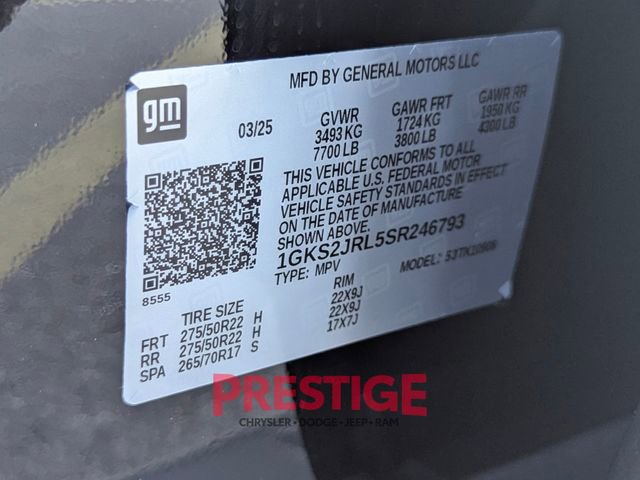 MFD BY GENERAL MOTORS LLC
gm
03/25
GVWR GAWR FRT GAWR RR
3493 KG 1724 KG 1950 KG
7700 LB 3800 LB 4300 LB
THIS VEHICLE CONFORMS TO ALL
APPLICABLE U.S. FEDERAL MOTOR
VEHICLE SAFETY STANDARDS IN EFFECT
ON THE DATE OF MANUFACTURE
SHOWN ABOVE.
1GKS2JRL5SR246793
TYPE: MPV MODEL:
8555
TIRE SIZE RIM
FRT 275/50R22 H 22X9J
RR 275/50R22 H 22X9J
SPA 265/70R17 S 17X7J
PRESTIGE
CHRYSLER • DODGE • JEEP • RAM